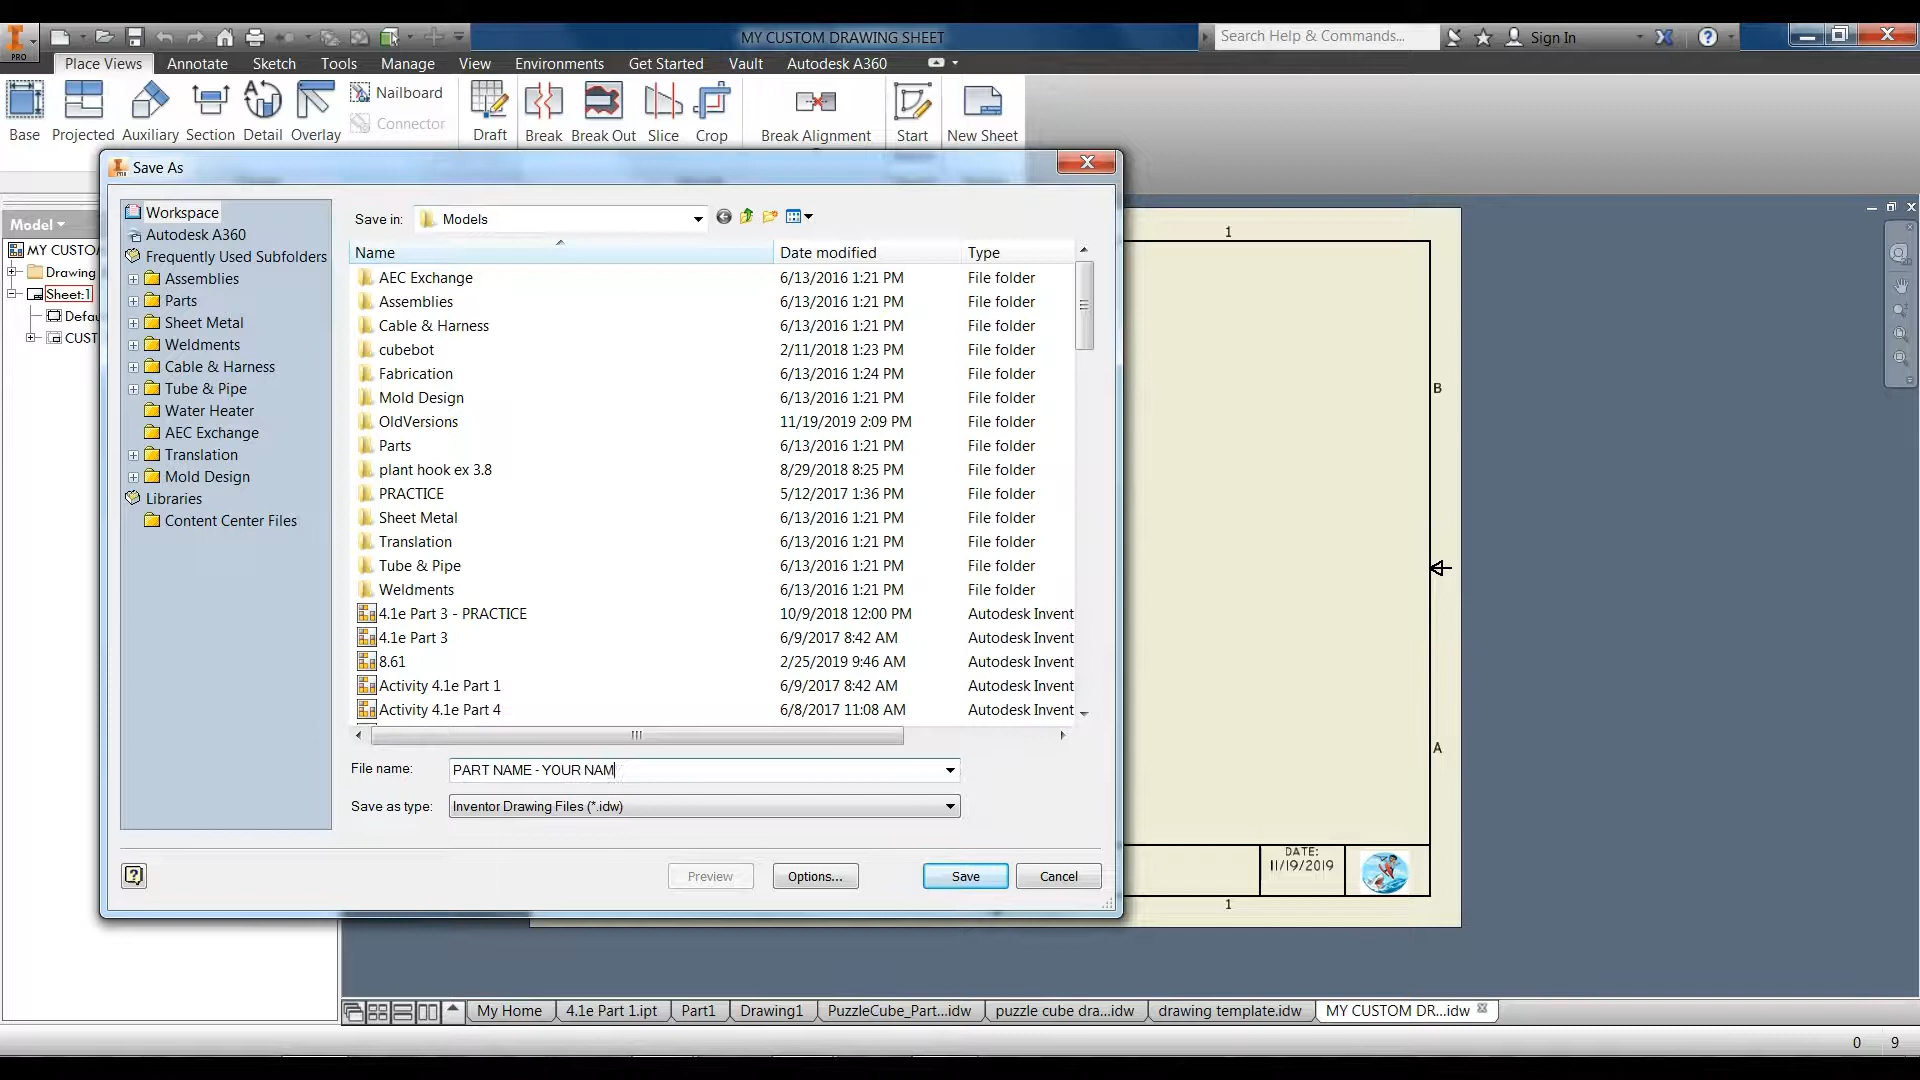 PRO
MY CUSTOM DRAWING SHEET
Search Help & Commands...
Sign In
Place Views
Annotate
Sketch
Tools
Manage
View
Environments
Get Started
Vault
Autodesk A360
Base
Projected
Auxiliary
Section
Detail
Overlay
Nailboard
Connector
Draft
Break
Break Out
Slice
Crop
Break Alignment
Start
New Sheet
Model
MY CUSTO
Drawing
Sheet:1
Defau
CUST
Save As
Workspace
Autodesk A360
Frequently Used Subfolders
Assemblies
Parts
Sheet Metal
Weldments
Cable & Harness
Tube & Pipe
Water Heater
AEC Exchange
Translation
Mold Design
Libraries
Content Center Files
Save in: Models
Name Date modified Type
AEC Exchange 6/13/2016 1:21 PM File folder
Assemblies 6/13/2016 1:21 PM File folder
Cable & Harness 6/13/2016 1:21 PM File folder
cubebot 2/11/2018 1:23 PM File folder
Fabrication 6/13/2016 1:24 PM File folder
Mold Design 6/13/2016 1:21 PM File folder
OldVersions 11/19/2019 2:09 PM File folder
Parts 6/13/2016 1:21 PM File folder
plant hook ex 3.8 8/29/2018 8:25 PM File folder
PRACTICE 5/12/2017 1:36 PM File folder
Sheet Metal 6/13/2016 1:21 PM File folder
Translation 6/13/2016 1:21 PM File folder
Tube & Pipe 6/13/2016 1:21 PM File folder
Weldments 6/13/2016 1:21 PM File folder
4.1e Part 3 - PRACTICE 10/9/2018 12:00 PM Autodesk Invent
4.1e Part 3 6/9/2017 8:42 AM Autodesk Invent
8.61 2/25/2019 9:46 AM Autodesk Invent
Activity 4.1e Part 1 6/9/2017 8:42 AM Autodesk Invent
Activity 4.1e Part 4 6/8/2017 11:08 AM Autodesk Invent
File name: PART NAME - YOUR NAM
Save as type: Inventor Drawing Files (*.idw)
Preview
Options...
Save
Cancel
1
B
A
DATE:
11/19/2019
1
My Home
4.1e Part 1.ipt
Part1
Drawing1
PuzzleCube_Part...idw
puzzle cube dra...idw
drawing template.idw
MY CUSTOM DR...idw
0 9